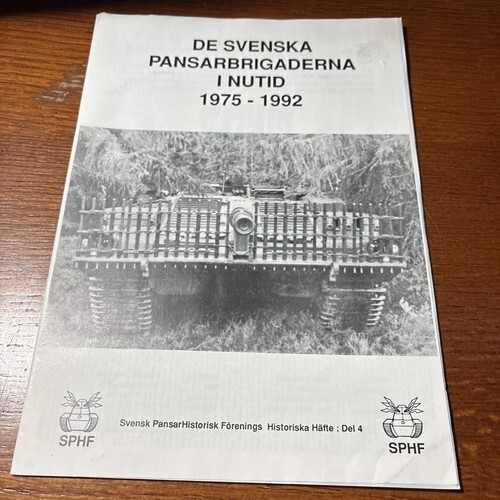 DE SVENSKA
PANSARBRIGADERNA
I NUTID
1975 - 1992
Svensk PansarHistorisk Förenings Historiska Häfte : Del 4
SPHF
SPHF